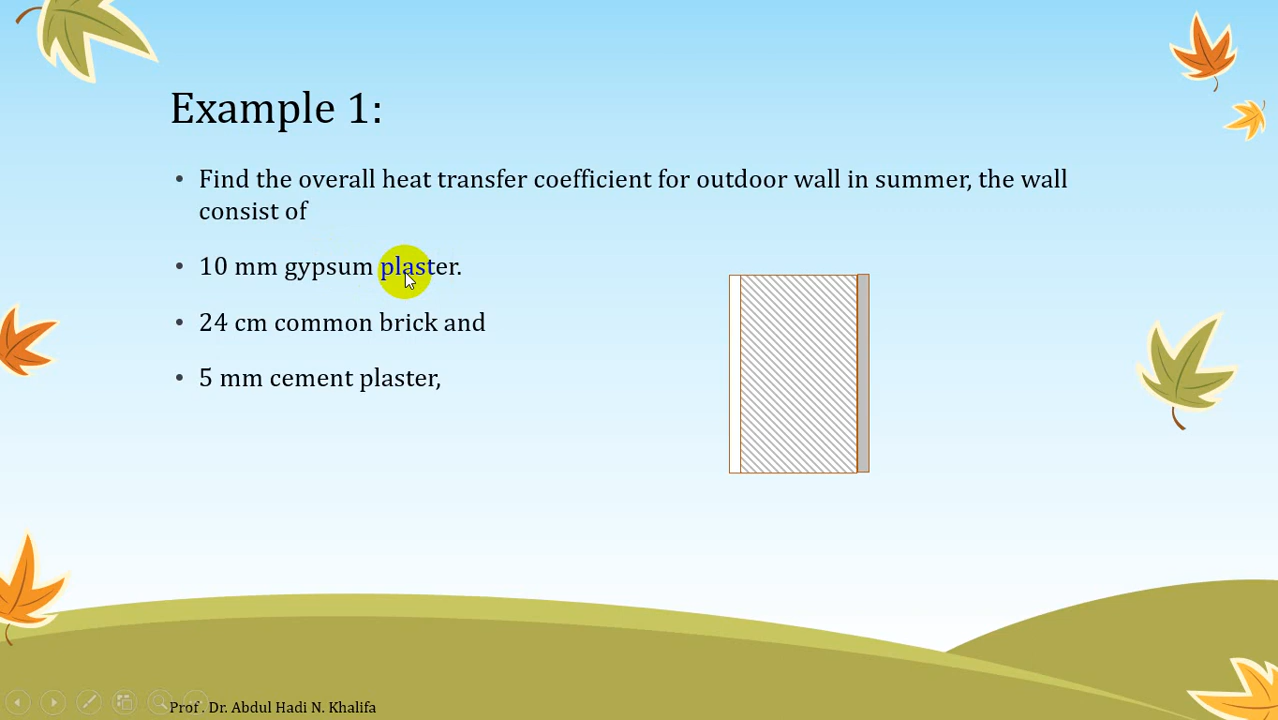 Example 1:
• Find the overall heat transfer coefficient for outdoor wall in summer, the wall
consist of
• 10 mm gypsum plaster.
• 24 cm common brick and
• 5 mm cement plaster,
Prof . Dr. Abdul Hadi N. Khalifa